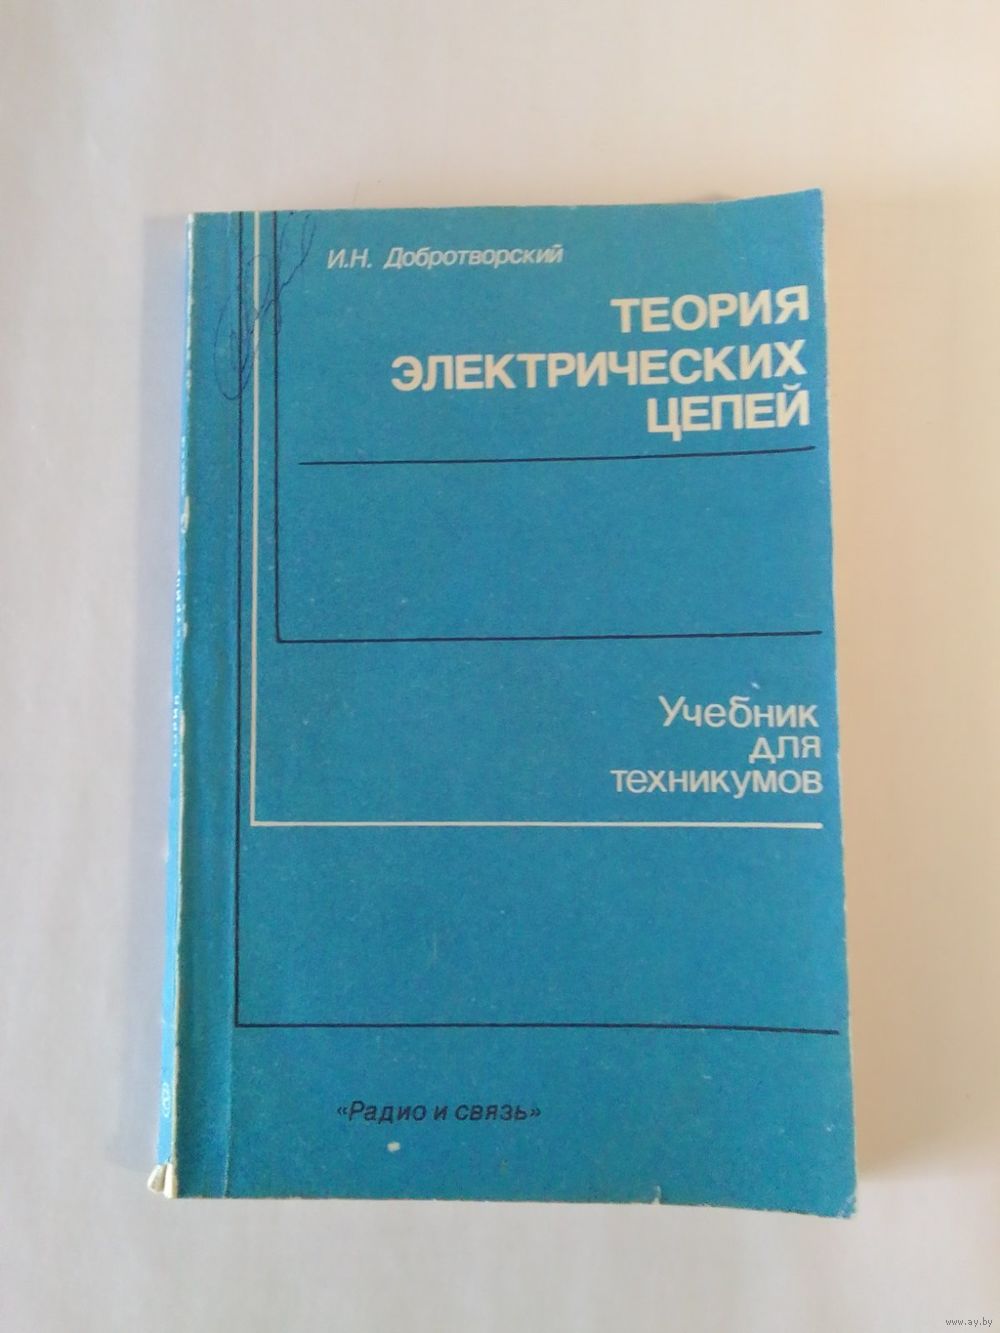 И.Н. Добротворский
ТЕОРИЯ
ЭЛЕКТРИЧЕСКИХ
ЦЕПЕЙ
Учебник
для
техникумов
«Радио и связь»
www.ay.by